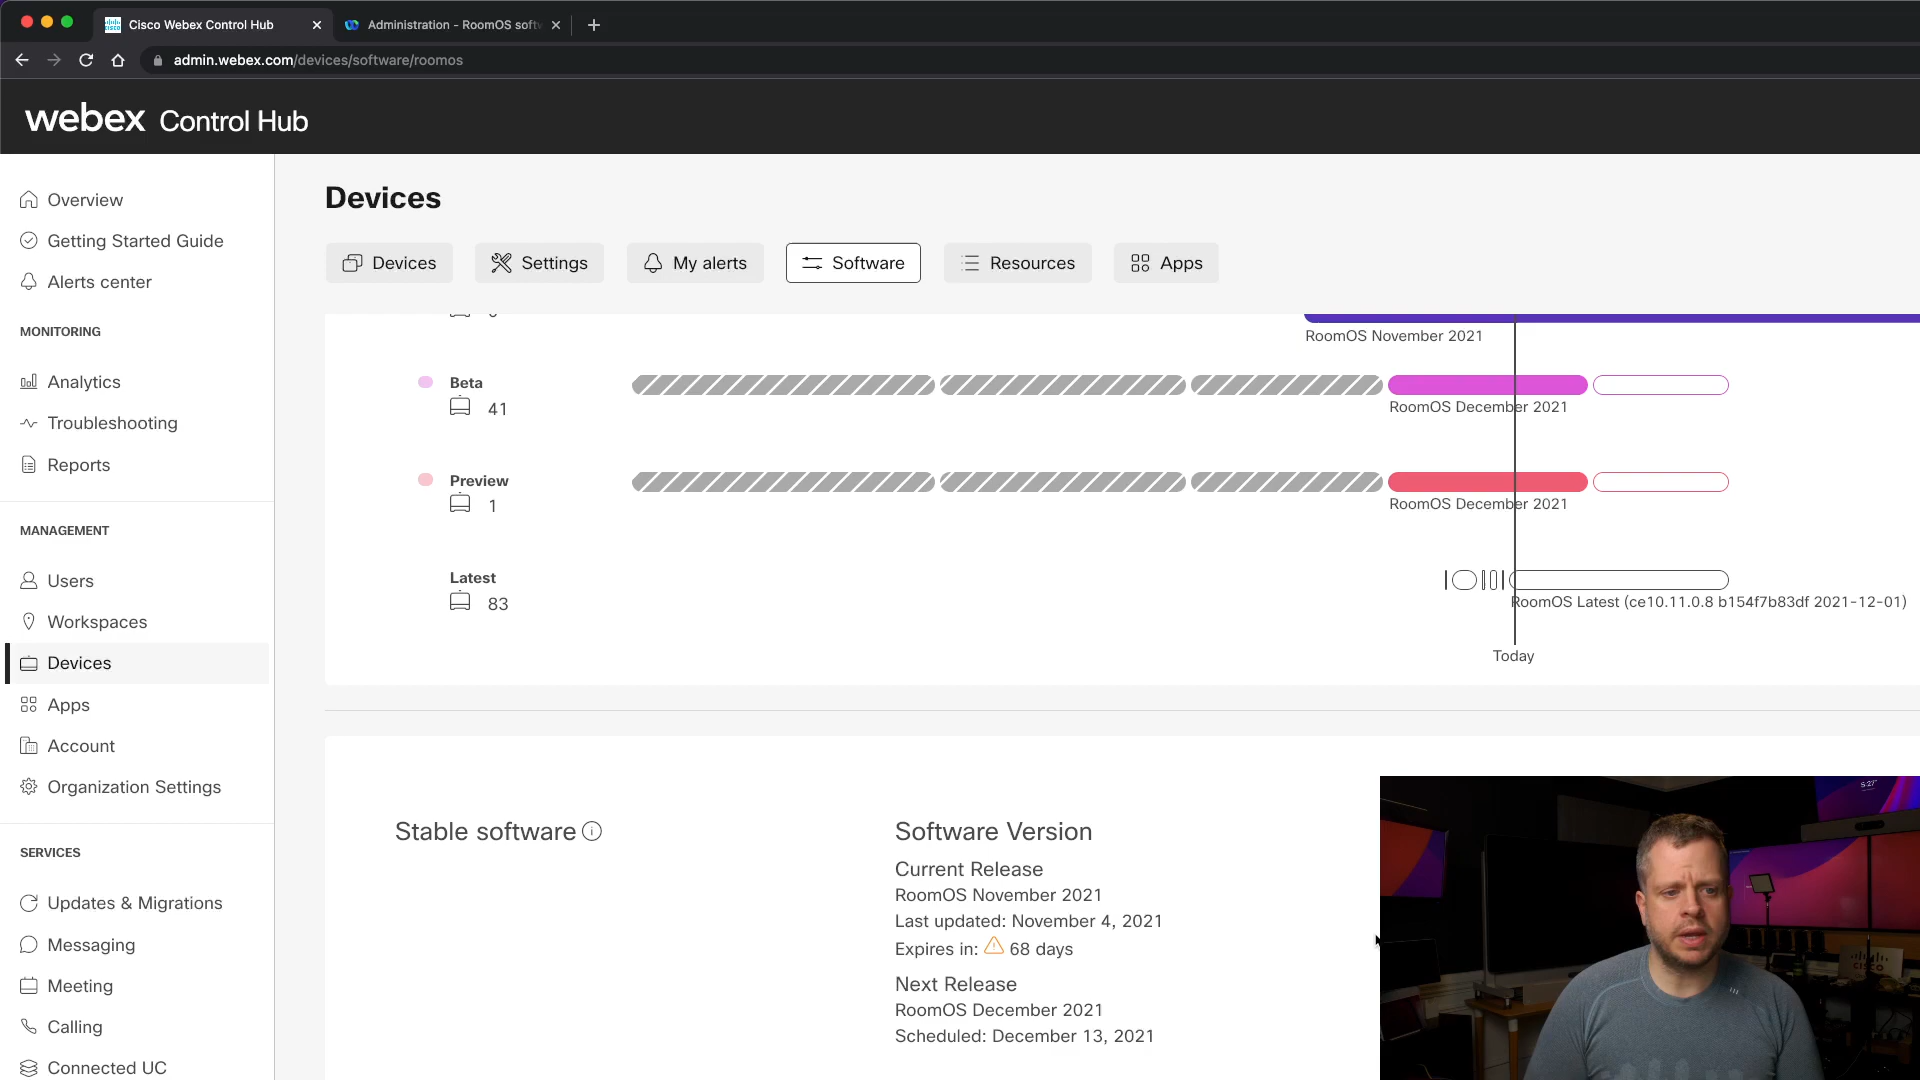 Cisco Webex Control Hub
Administration - RoomOS softw
admin.webex.com/devices/software/roomos
webex Control Hub
Overview
Getting Started Guide
Alerts center
MONITORING
Analytics
Troubleshooting
Reports
MANAGEMENT
Users
Workspaces
Devices
Apps
Account
Organization Settings
SERVICES
Updates & Migrations
Messaging
Meeting
Calling
Connected UC
Devices
Devices
Settings
My alerts
Software
Resources
Apps
RoomOS November 2021
Beta
41
RoomOS December 2021
Preview
1
RoomOS December 2021
Latest
83
RoomOS Latest (ce10.11.0.8 b154f7b83df 2021-12-01)
Today
Stable software
Software Version
Current Release
RoomOS November 2021
Last updated: November 4, 2021
Expires in: 68 days
Next Release
RoomOS December 2021
Scheduled: December 13, 2021
5:27
CISCO